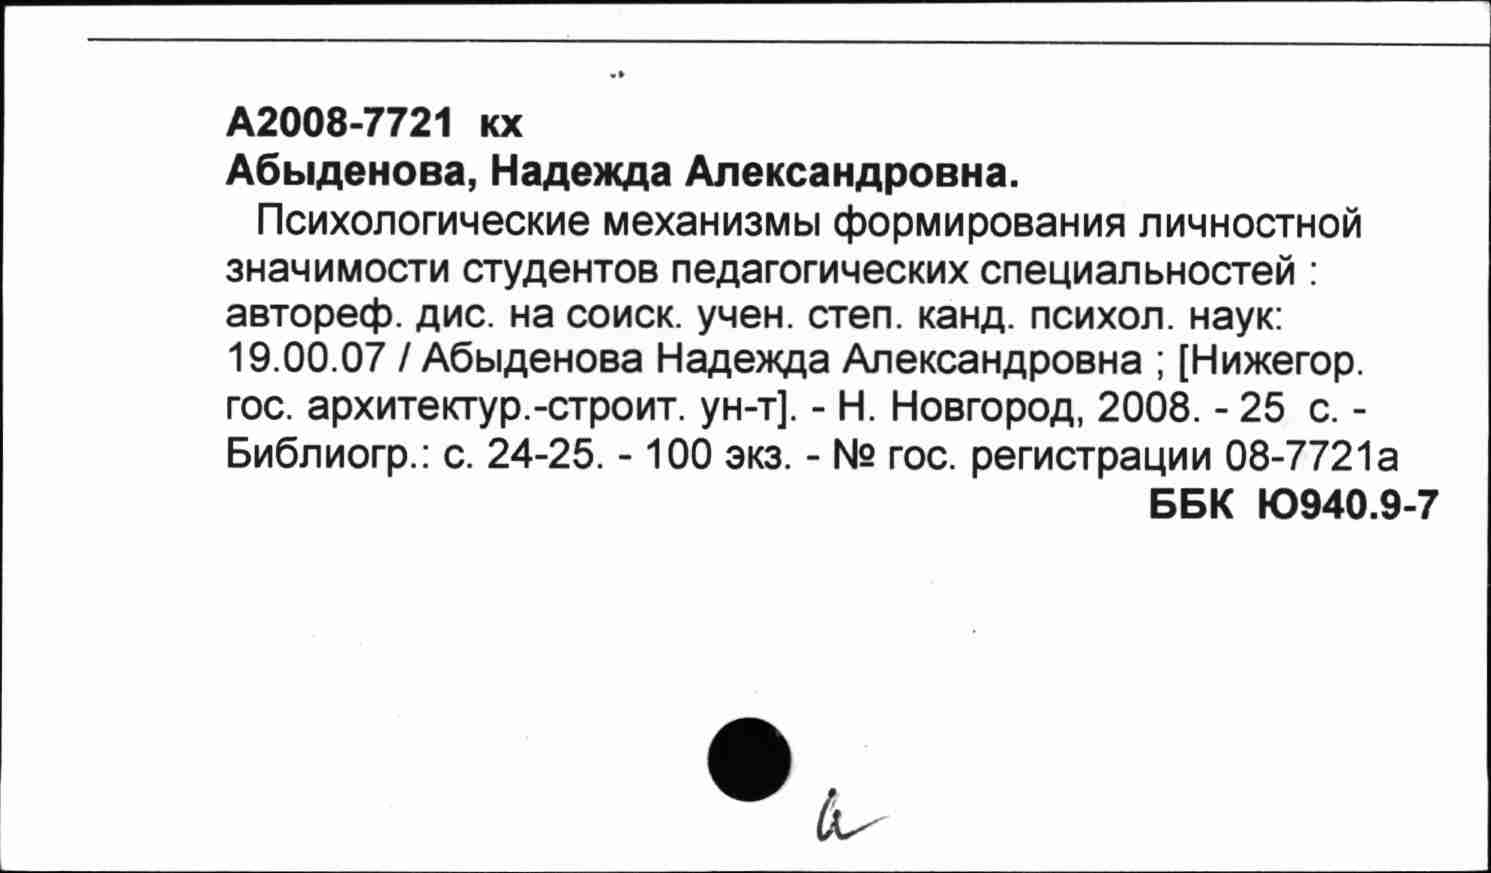 А2008-7721 кх
Абыденова, Надежда Александровна.
Психологические механизмы формирования личностной
значимости студентов педагогических специальностей :
автореф. дис. на соиск. учен. степ. канд. психол. наук:
19.00.07 / Абыденова Надежда Александровна ; [Нижегор.
гос. архитектур.-строит. ун-т]. - Н. Новгород, 2008. - 25 с. -
Библиогр.: с. 24-25. - 100 экз. - № гос. регистрации 08-7721а
ББК Ю940.9-7